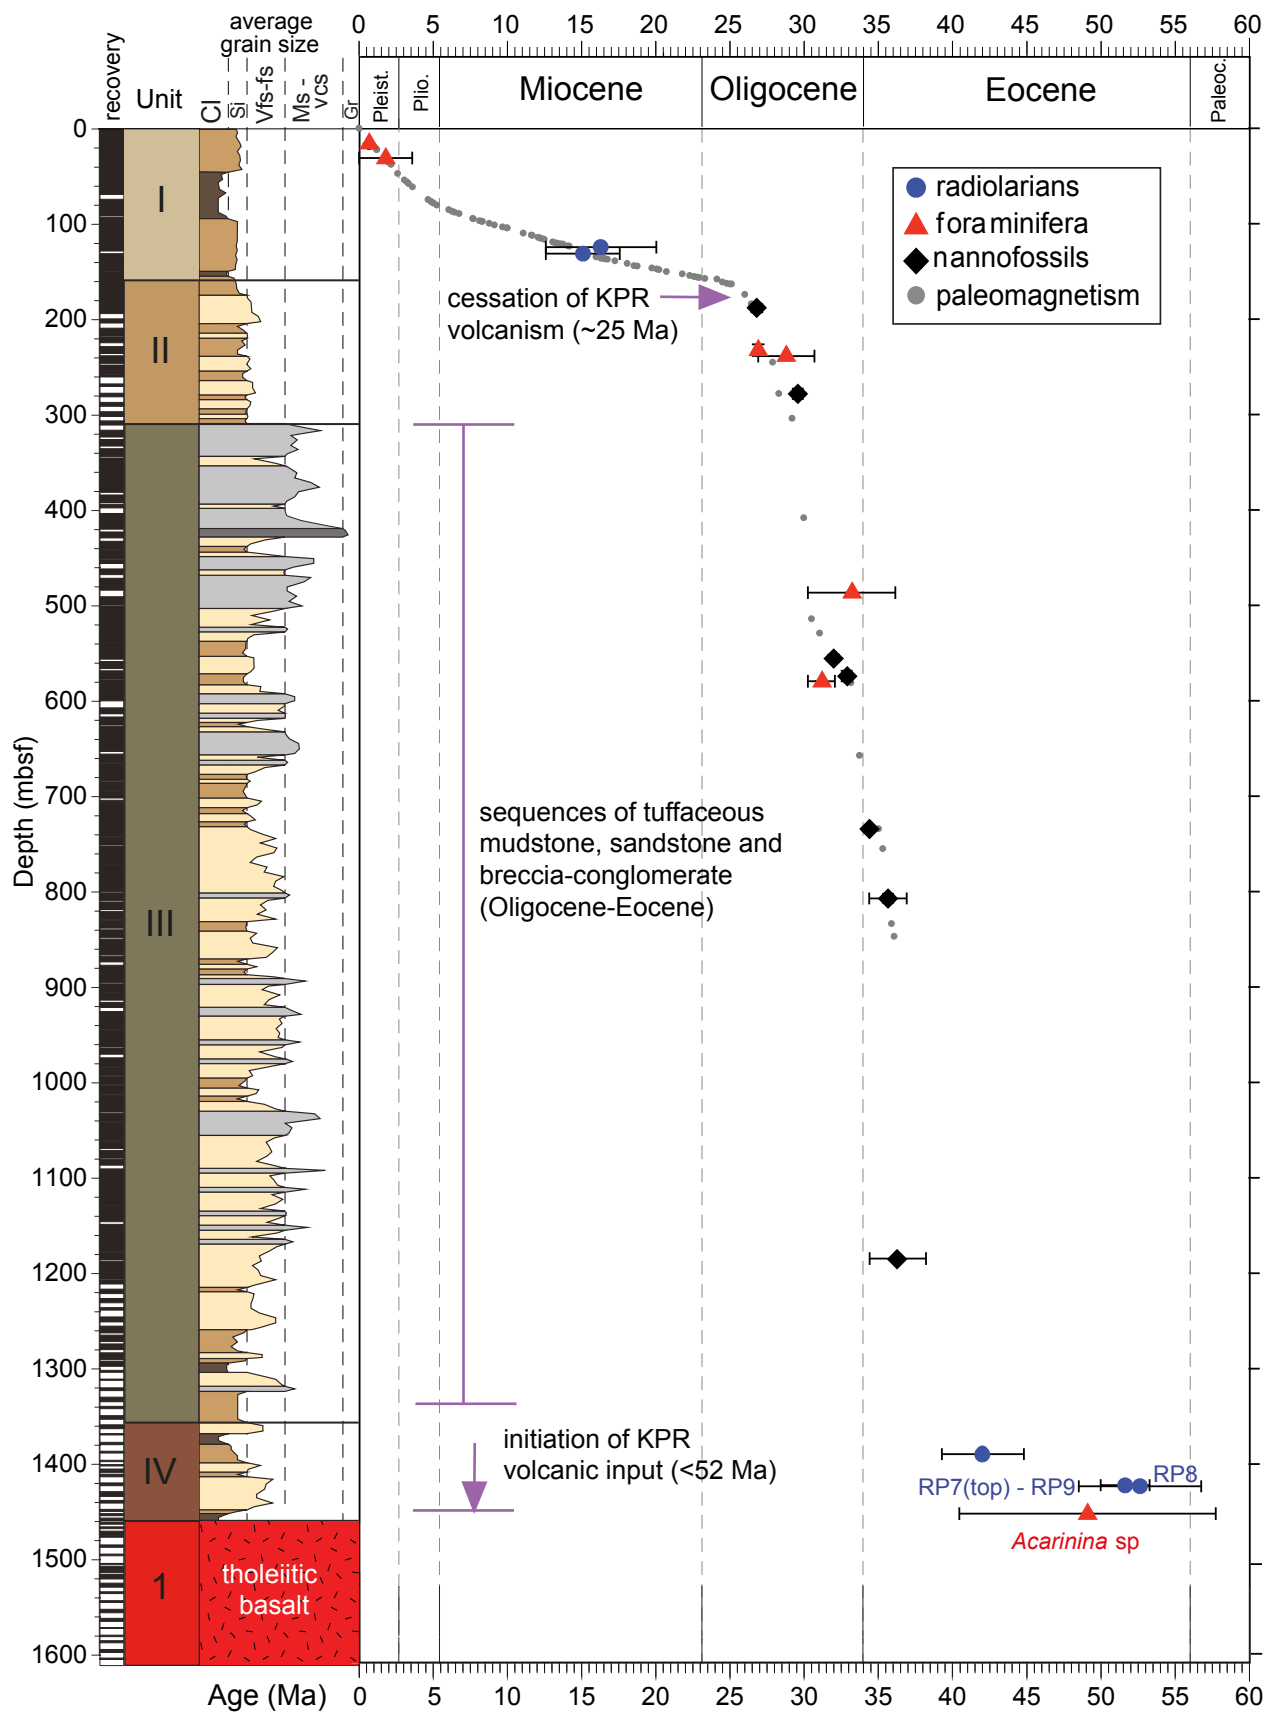 average
grain size
0 5 10 15 20 25 30 35 40 45 50 55 60
recovery
Unit
Cl
Si
Vfs-fs
Ms -
vcs
Gr
Pleist.
Plio.
Miocene
Oligocene
Eocene
Paleoc.
0
100
200
300
400
500
600
700
800
900
1000
1100
1200
1300
1400
1500
1600
Depth (mbsf)
I
II
III
IV
1
radiolarians
foraminifera
nannofossils
paleomagnetism
cessation of KPR
volcanism (~25 Ma)
sequences of tuffaceous
mudstone, sandstone and
breccia-conglomerate
(Oligocene-Eocene)
initiation of KPR
volcanic input (<52 Ma)
RP7(top) - RP9
RP8
Acarinina sp
tholeiitic
basalt
Age (Ma)
0 5 10 15 20 25 30 35 40 45 50 55 60